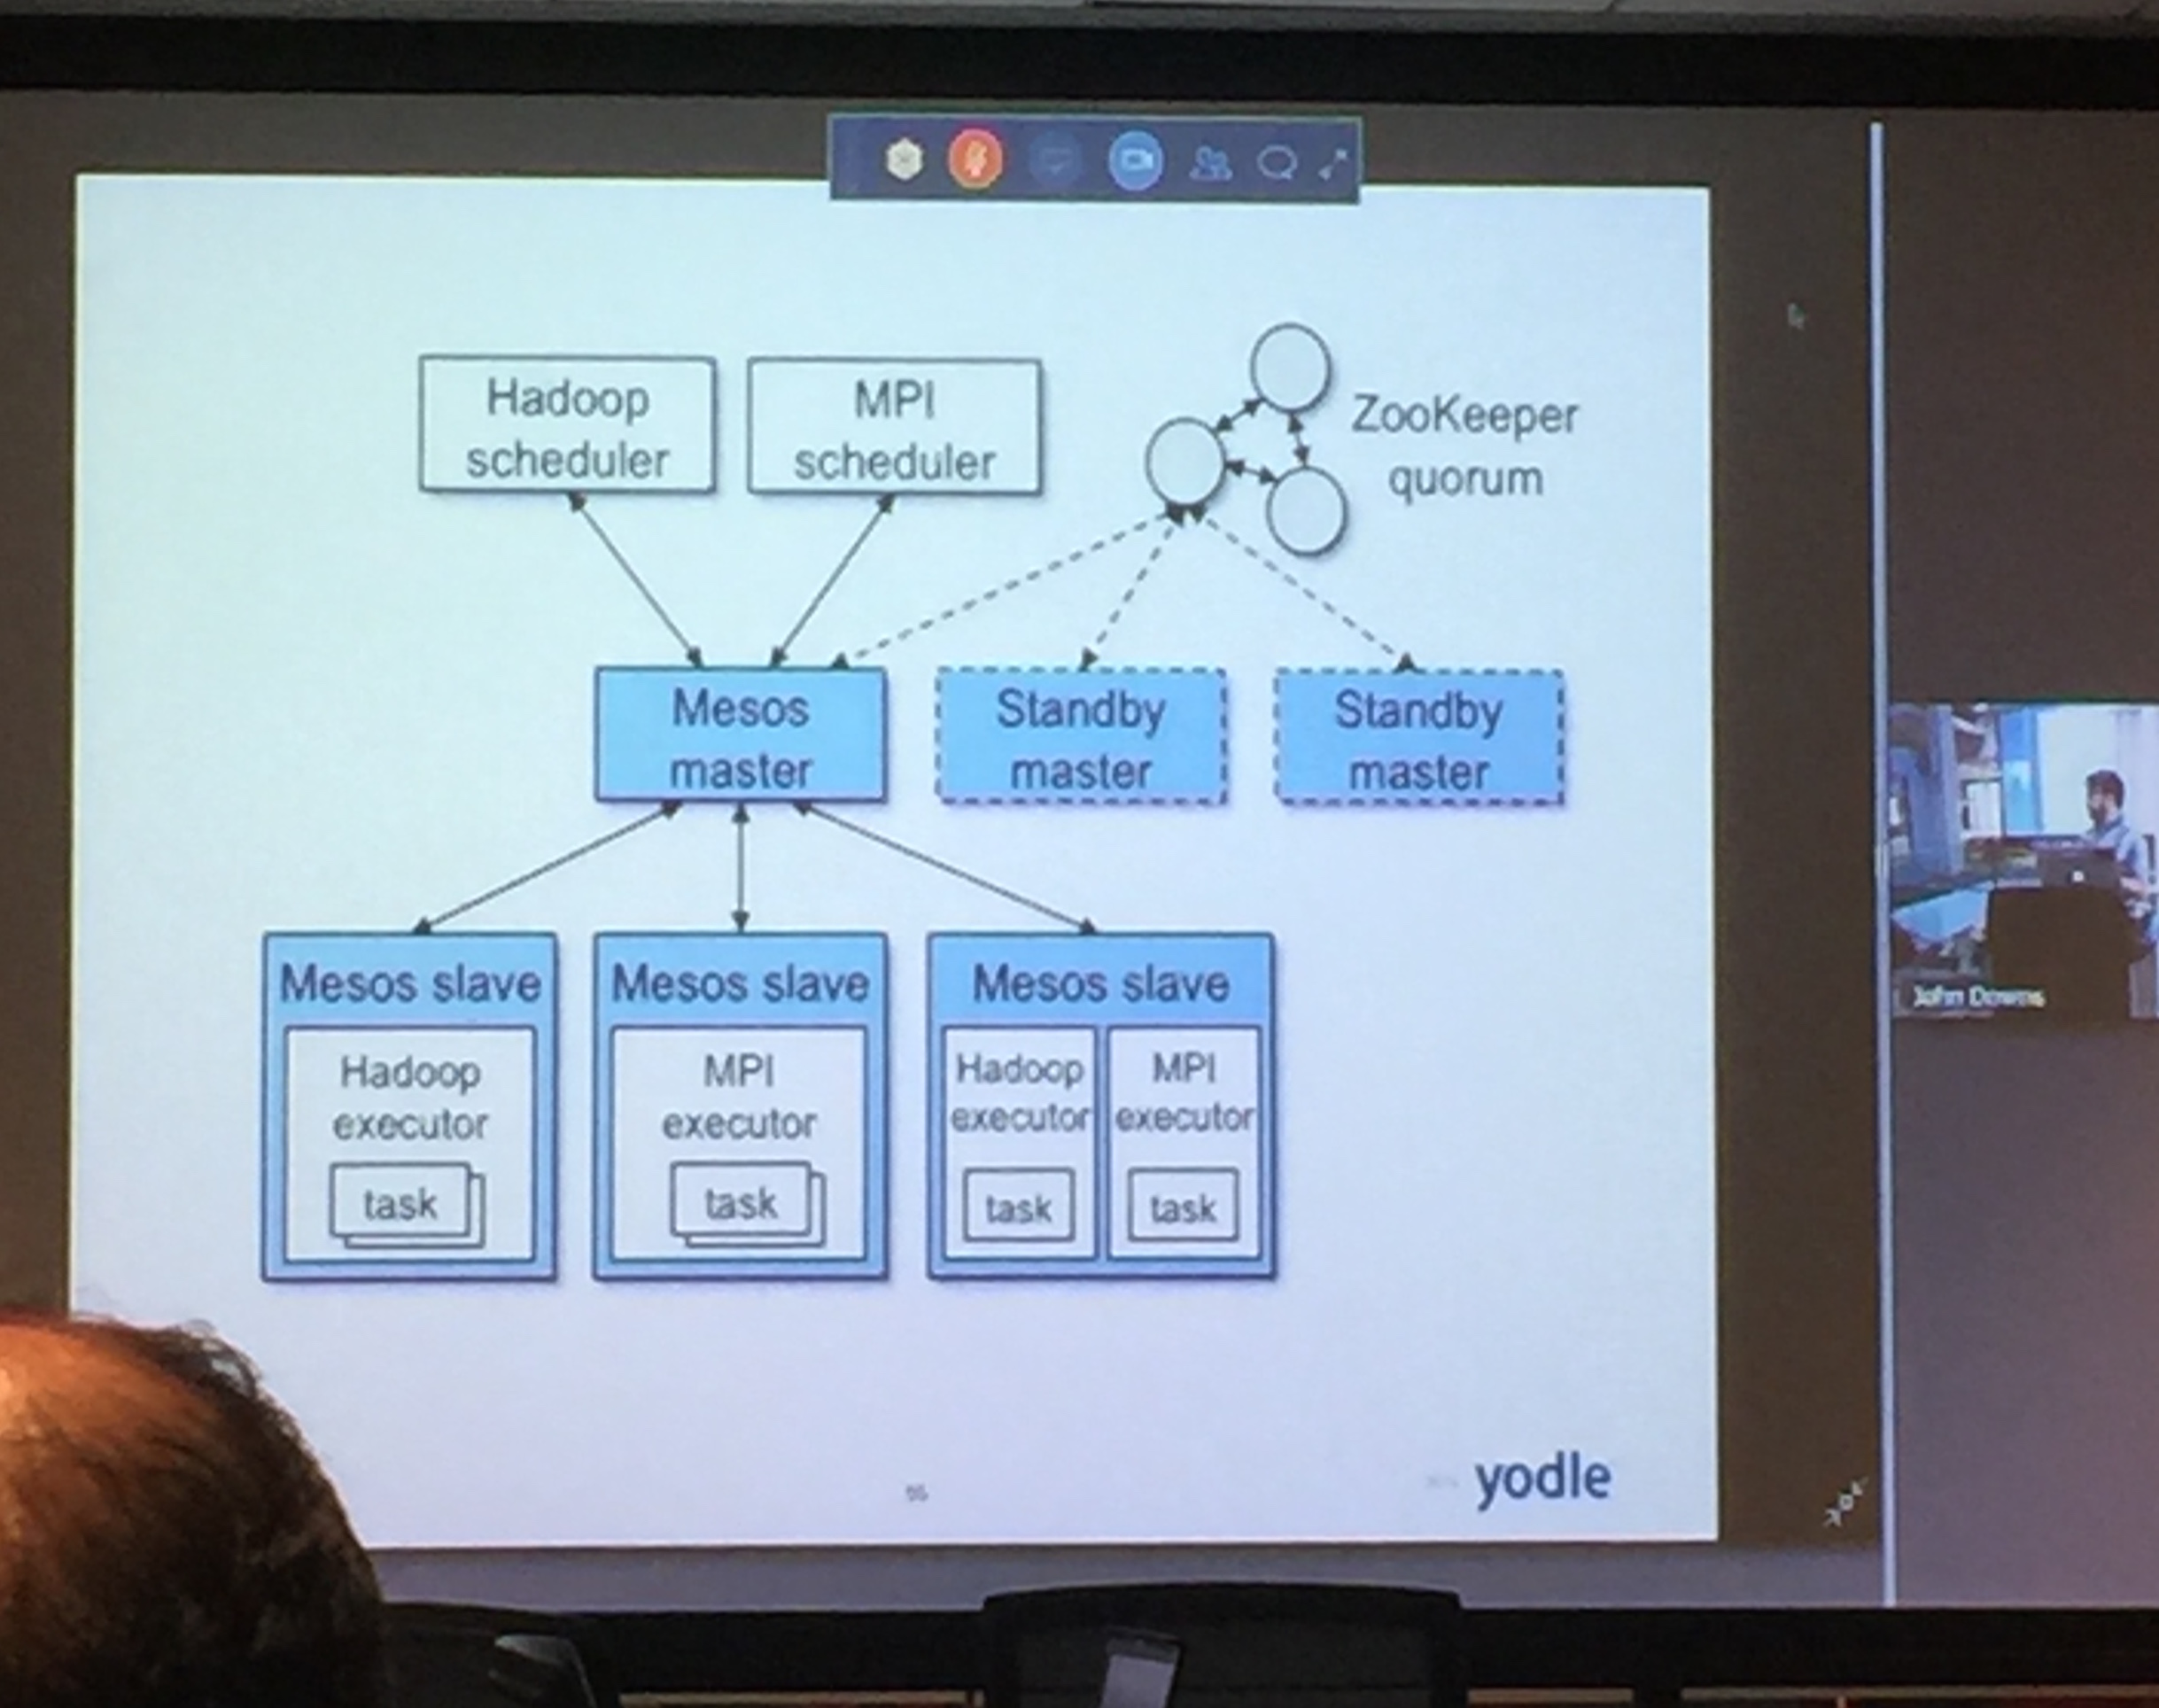 Hadoop
scheduler
MPI
scheduler
ZooKeeper
quorum
Mesos
master
Standby
master
Standby
master
Mesos slave
Hadoop
executor
task
Mesos slave
MPI
executor
task
Mesos slave
Hadoop
executor
task
MPI
executor
task
John Downs
yodle